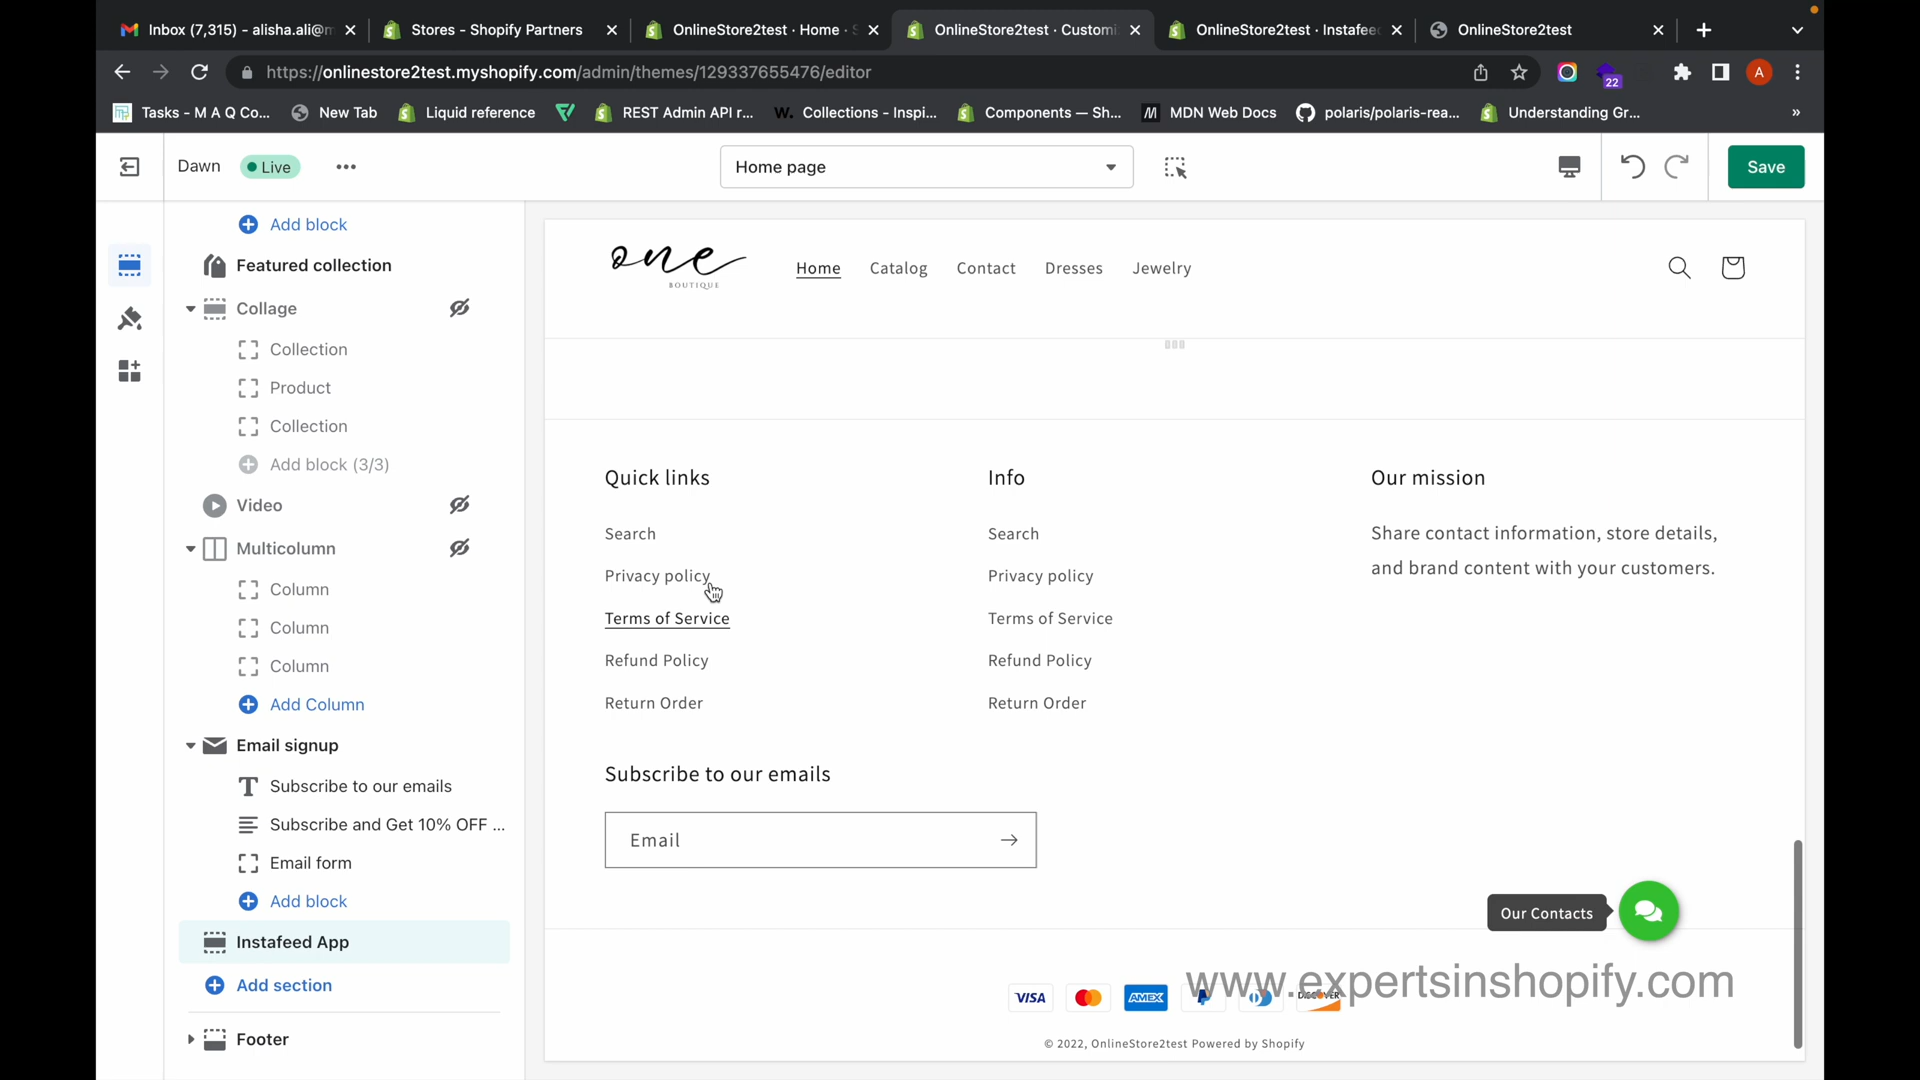 Inbox (7,315) - alisha.ali@m
Stores - Shopify Partners
OnlineStore2test · Home · S
OnlineStore2test · Customi
OnlineStore2test · Instafeed
OnlineStore2test
https://onlinestore2test.myshopify.com/admin/themes/129337655476/editor
22
A
Tasks - M A Q Co...
New Tab
Liquid reference
REST Admin API r...
W.
Collections - Inspi...
Components — Sh...
MDN Web Docs
polaris/polaris-rea...
Understanding Gr...
»
Dawn
Live
Home page
Save
Add block
Featured collection
Collage
Collection
Product
Collection
Add block (3/3)
Video
Multicolumn
Column
Column
Column
Add Column
Email signup
Subscribe to our emails
Subscribe and Get 10% OFF ...
Email form
Add block
Instafeed App
Add section
Footer
one
BOUTIQUE
Home
Catalog
Contact
Dresses
Jewelry
Quick links
Search
Privacy policy
Terms of Service
Refund Policy
Return Order
Info
Search
Privacy policy
Terms of Service
Refund Policy
Return Order
Our mission
Share contact information, store details,
and brand content with your customers.
Subscribe to our emails
Email
Our Contacts
www.expertsinshopify.com
VISA
AMEX
DISCOVER
© 2022, OnlineStore2test Powered by Shopify